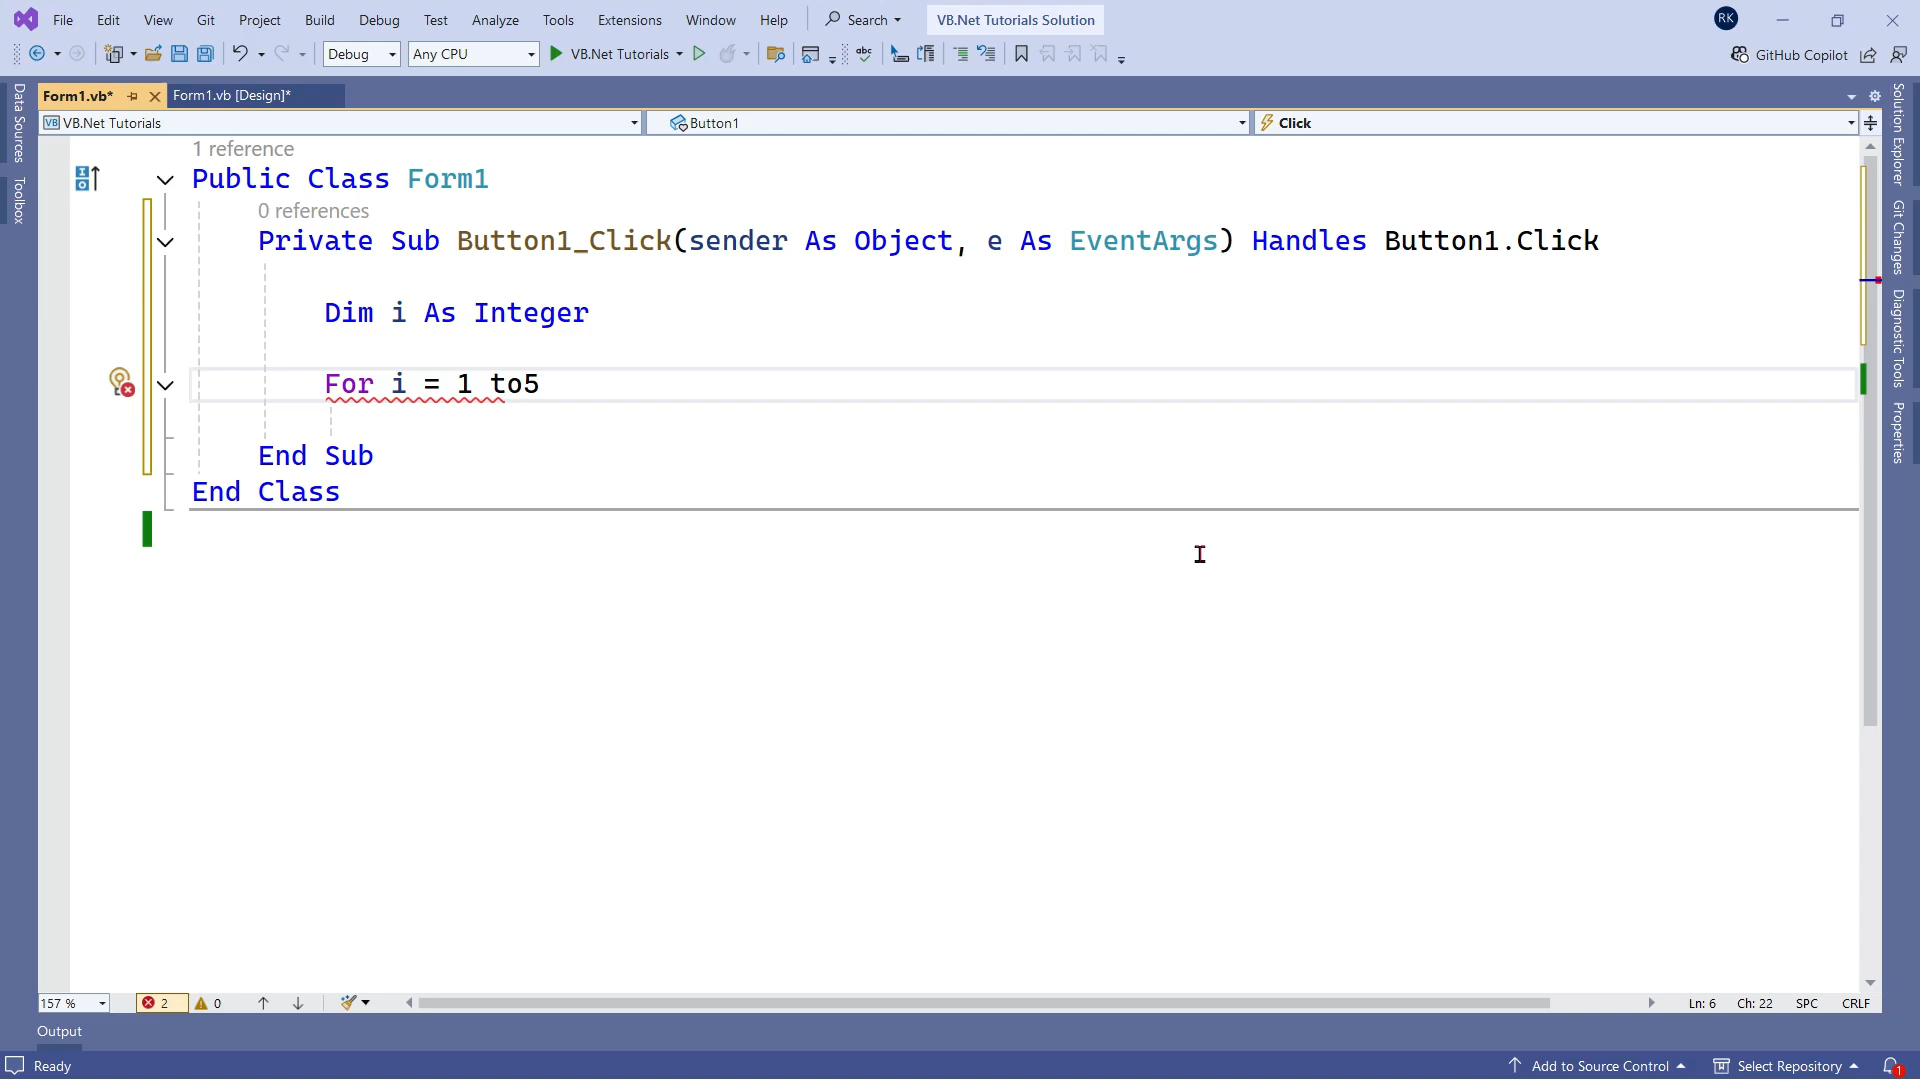 File Edit View Git Project Build Debug Test Analyze Tools Extensions Window Help Search VB.Net Tutorials Solution RK
Debug Any CPU VB.Net Tutorials abc GitHub Copilot
Form1.vb* Form1.vb [Design]*
VB VB.Net Tutorials Button1 Click
1 reference
Public Class Form1
0 references
Private Sub Button1_Click(sender As Object, e As EventArgs) Handles Button1.Click
Dim i As Integer
For i = 1 to5
End Sub
End Class
Data Sources
Toolbox
Solution Explorer
Git Changes
Diagnostic Tools
Properties
157 % 2 0 Ln: 6 Ch: 22 SPC CRLF
Output
Ready Add to Source Control Select Repository 1